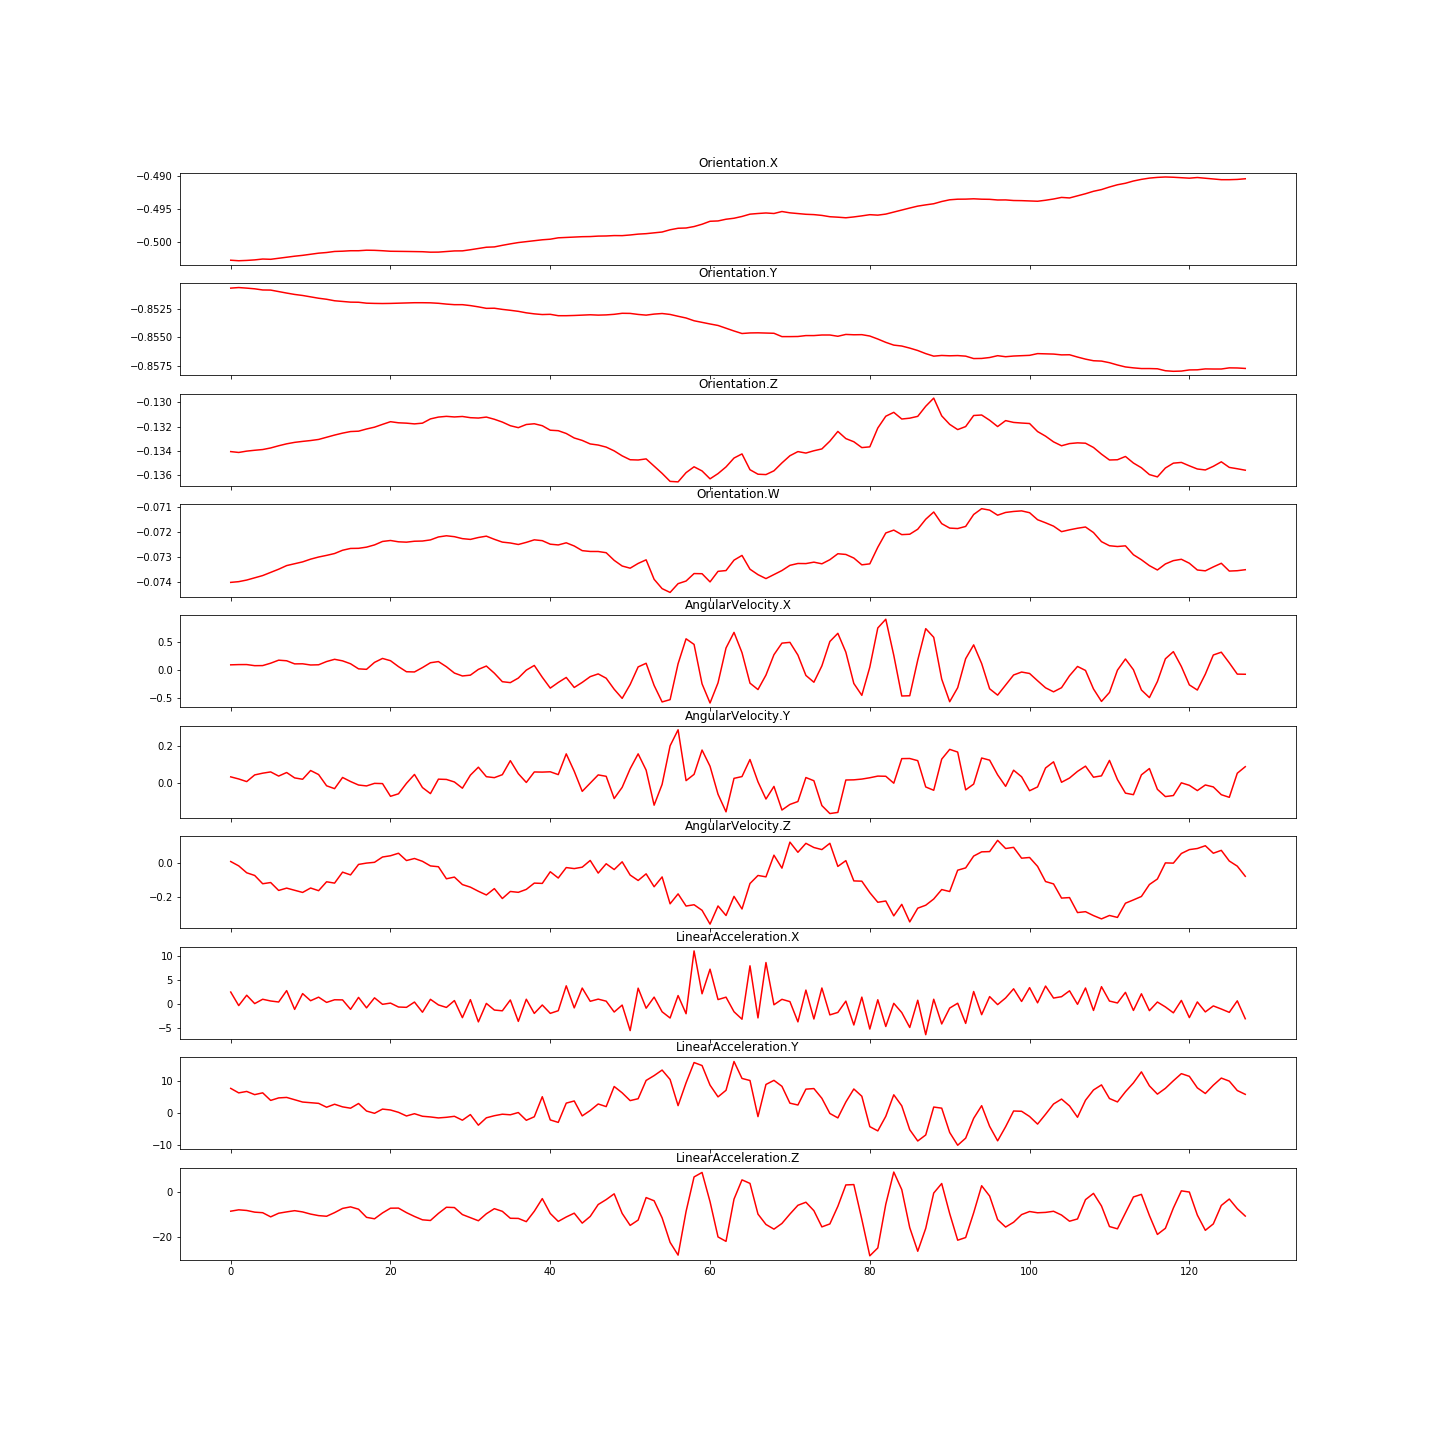 Orientation.X
−0.490
−0.495
−0.500
Orientation.Y
−0.8525
−0.8550
−0.8575
Orientation.Z
−0.130
−0.132
−0.134
−0.136
Orientation.W
−0.071
−0.072
−0.073
−0.074
AngularVelocity.X
0.5
0.0
−0.5
AngularVelocity.Y
0.2
0.0
AngularVelocity.Z
0.0
−0.2
LinearAcceleration.X
10
5
0
−5
LinearAcceleration.Y
10
0
−10
LinearAcceleration.Z
0
−20
0 20 40 60 80 100 120